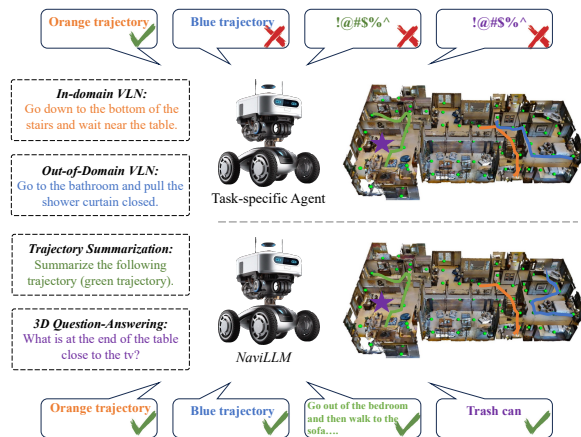 Orange trajectory
Blue trajectory
!@#$%^
!@#$%^
In-domain VLN:
Go down to the bottom of the
stairs and wait near the table.
Out-of-Domain VLN:
Go to the bathroom and pull the
shower curtain closed.
Task-specific Agent
Trajectory Summarization:
Summarize the following
trajectory (green trajectory).
3D Question-Answering:
What is at the end of the table
close to the tv?
NaviLLM
Orange trajectory
Blue trajectory
Go out of the bedroom
and then walk to the
sofa….
Trash can